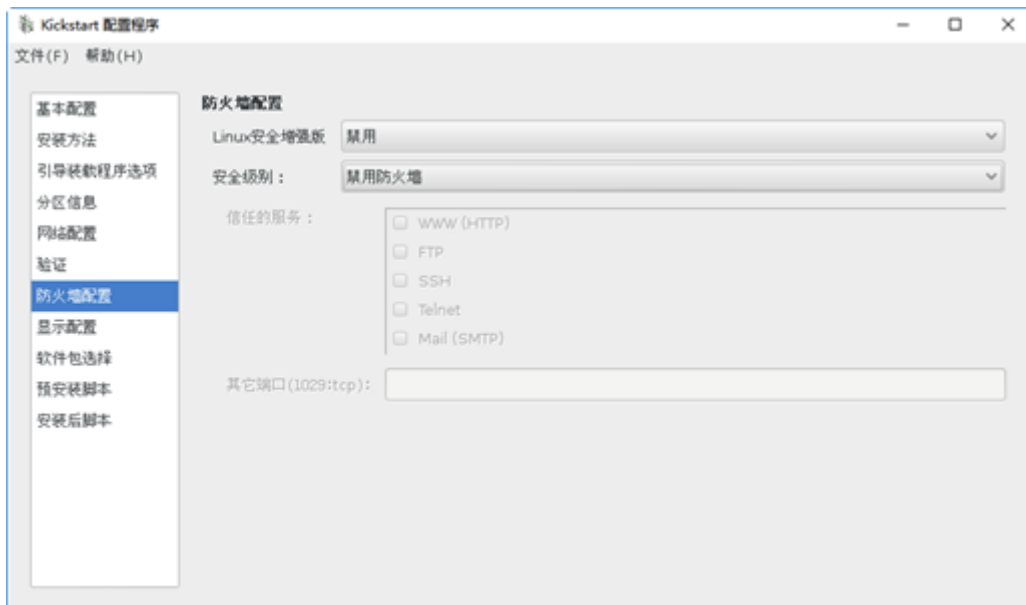 Kickstart 配置程序
文件(F) 帮助(H)
基本配置
安装方法
引导装载程序选项
分区信息
网络配置
验证
防火墙配置
显示配置
软件包选择
预安装脚本
安装后脚本
防火墙配置
Linux安全增强版 禁用
安全级别： 禁用防火墙
信任的服务：
WWW (HTTP)
FTP
SSH
Telnet
Mail (SMTP)
其它端口(1029:tcp):